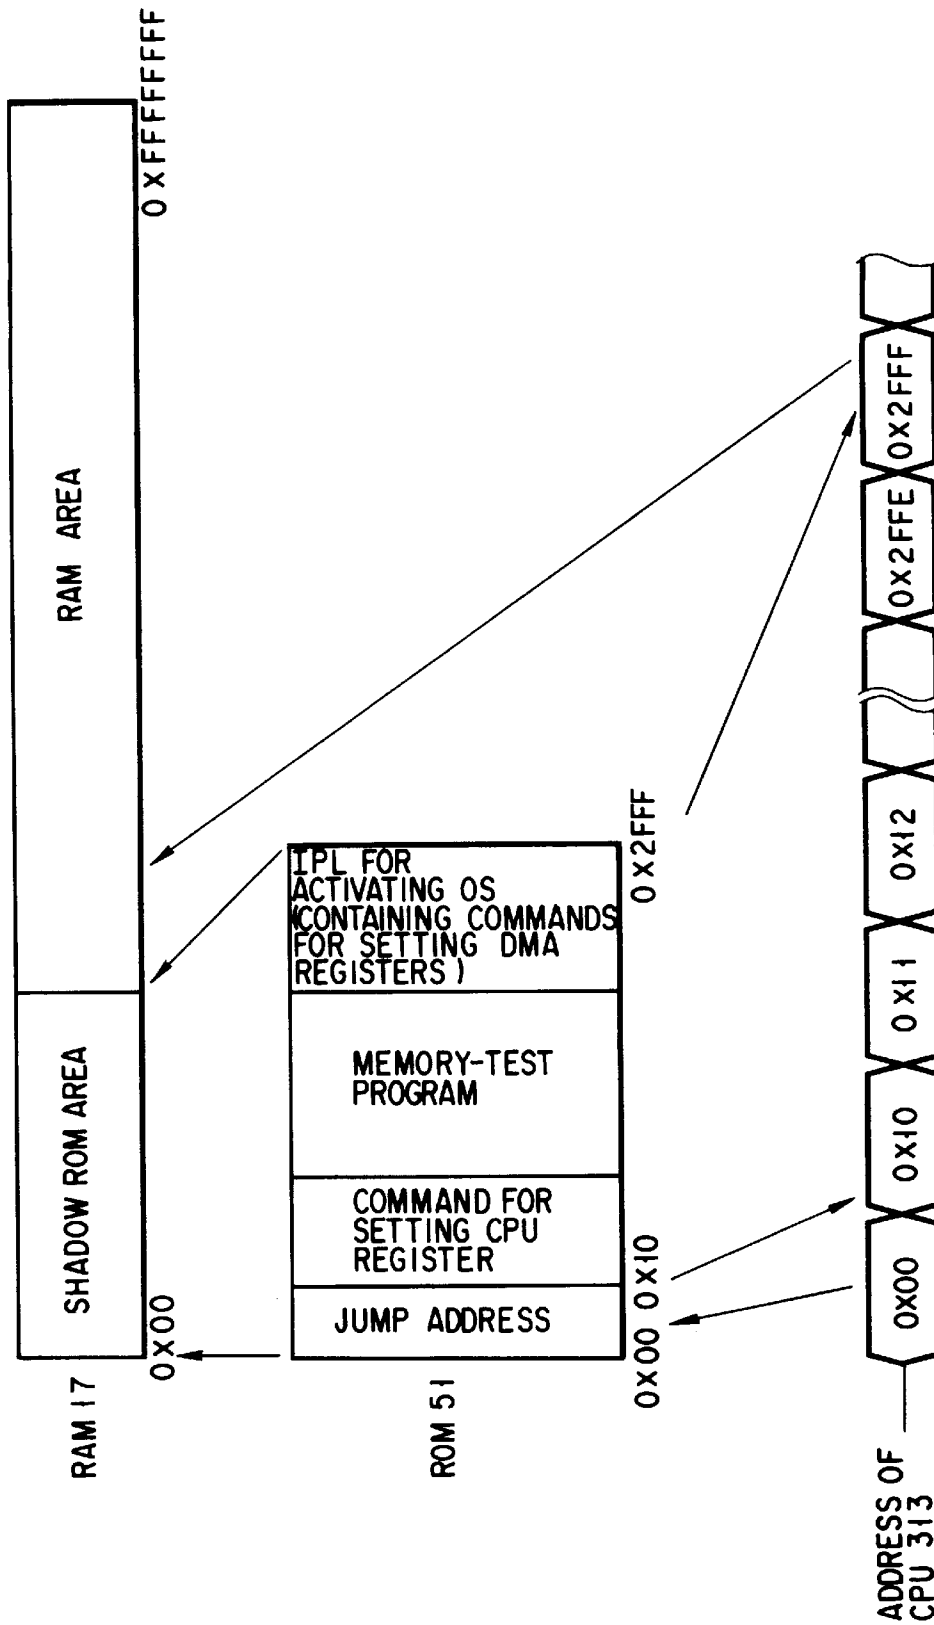 RAM 17
SHADOW ROM AREA
RAM AREA
0X00
0XFFFFFFFF
ROM 51
JUMP ADDRESS
COMMAND FOR
SETTING CPU
REGISTER
MEMORY-TEST
PROGRAM
IPL FOR
ACTIVATING OS
(CONTAINING COMMANDS
FOR SETTING DMA
REGISTERS)
0X00 0X10
0X2FFF
ADDRESS OF
CPU 313
0X00
0X10
0X11
0X12
0X2FFE
0X2FFF